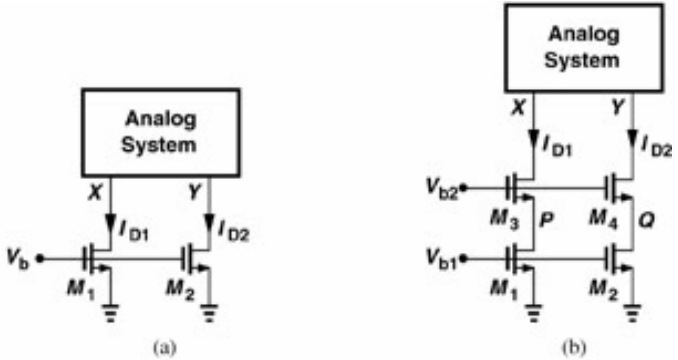 Analog
System
X Y
I_D1 I_D2
V_b
M_1 M_2
(a)
Analog
System
X Y
I_D1 I_D2
V_b2
M_3 P M_4 Q
V_b1
M_1 M_2
(b)